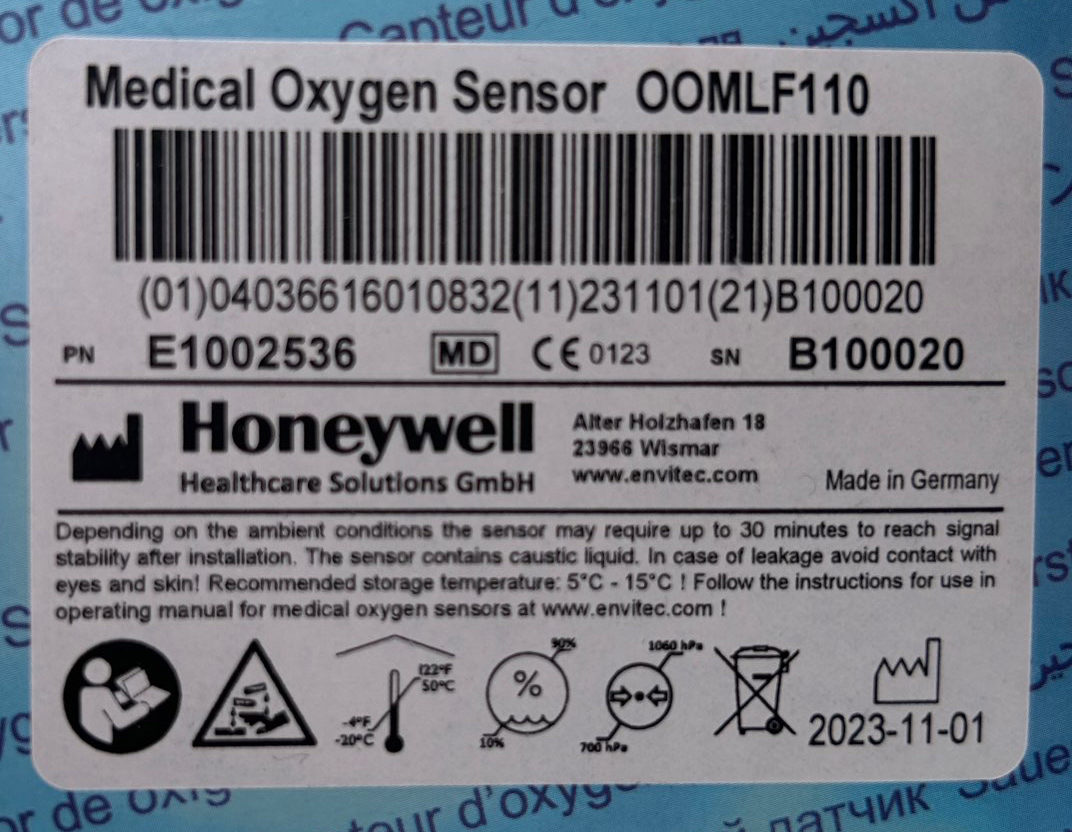 or de
Capteur d'o
Medical Oxygen Sensor OOMLF110
(01)04036616010832(11)231101(21)B100020
PN E1002536 MD CE 0123 SN B100020
Honeywell
Healthcare Solutions GmbH
Alter Holzhafen 18
23966 Wismar
www.envitec.com
Made in Germany
Depending on the ambient conditions the sensor may require up to 30 minutes to reach signal
stability after installation. The sensor contains caustic liquid. In case of leakage avoid contact with
eyes and skin! Recommended storage temperature: 5°C - 15°C ! Follow the instructions for use in
operating manual for medical oxygen sensors at www.envitec.com !
122°F
50°C
-4°F
-20°C
90%
%
10%
1060 hPa
700 hPa
2023-11-01
or de oxig
teur d'oxyg
й датчик Saue